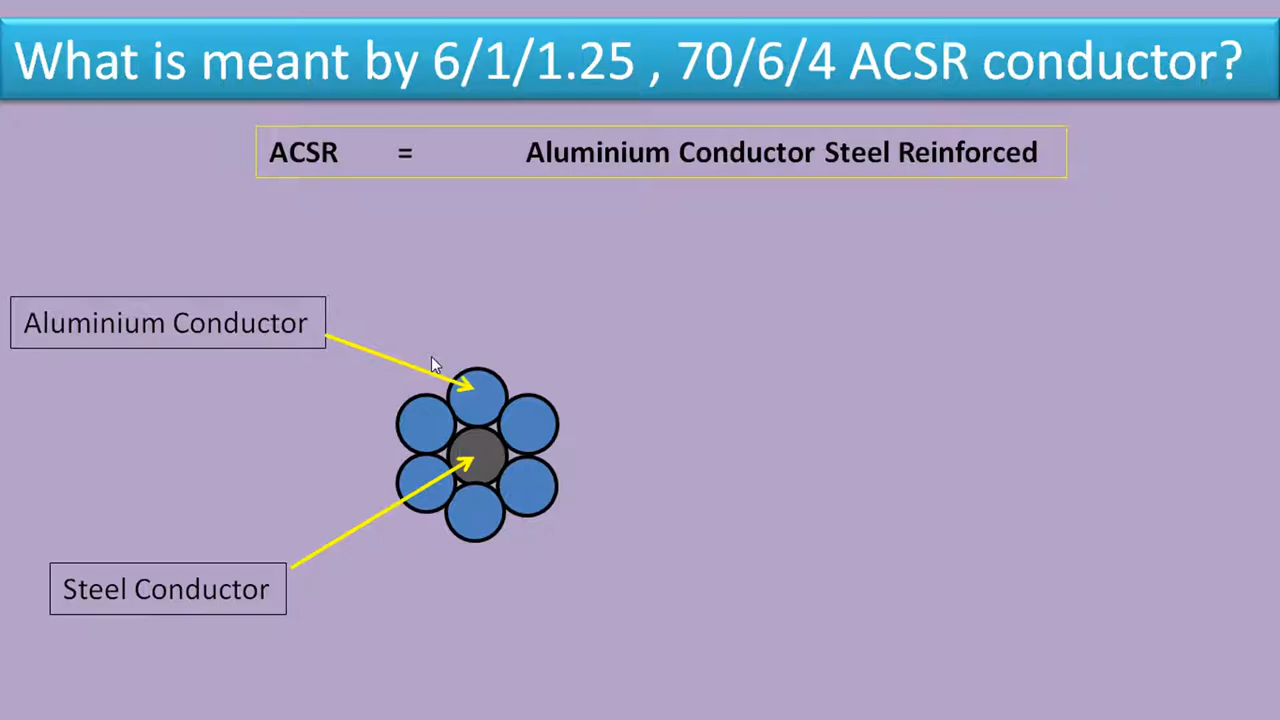 What is meant by 6/1/1.25 , 70/6/4 ACSR conductor?
ACSR = Aluminium Conductor Steel Reinforced
Aluminium Conductor
Steel Conductor